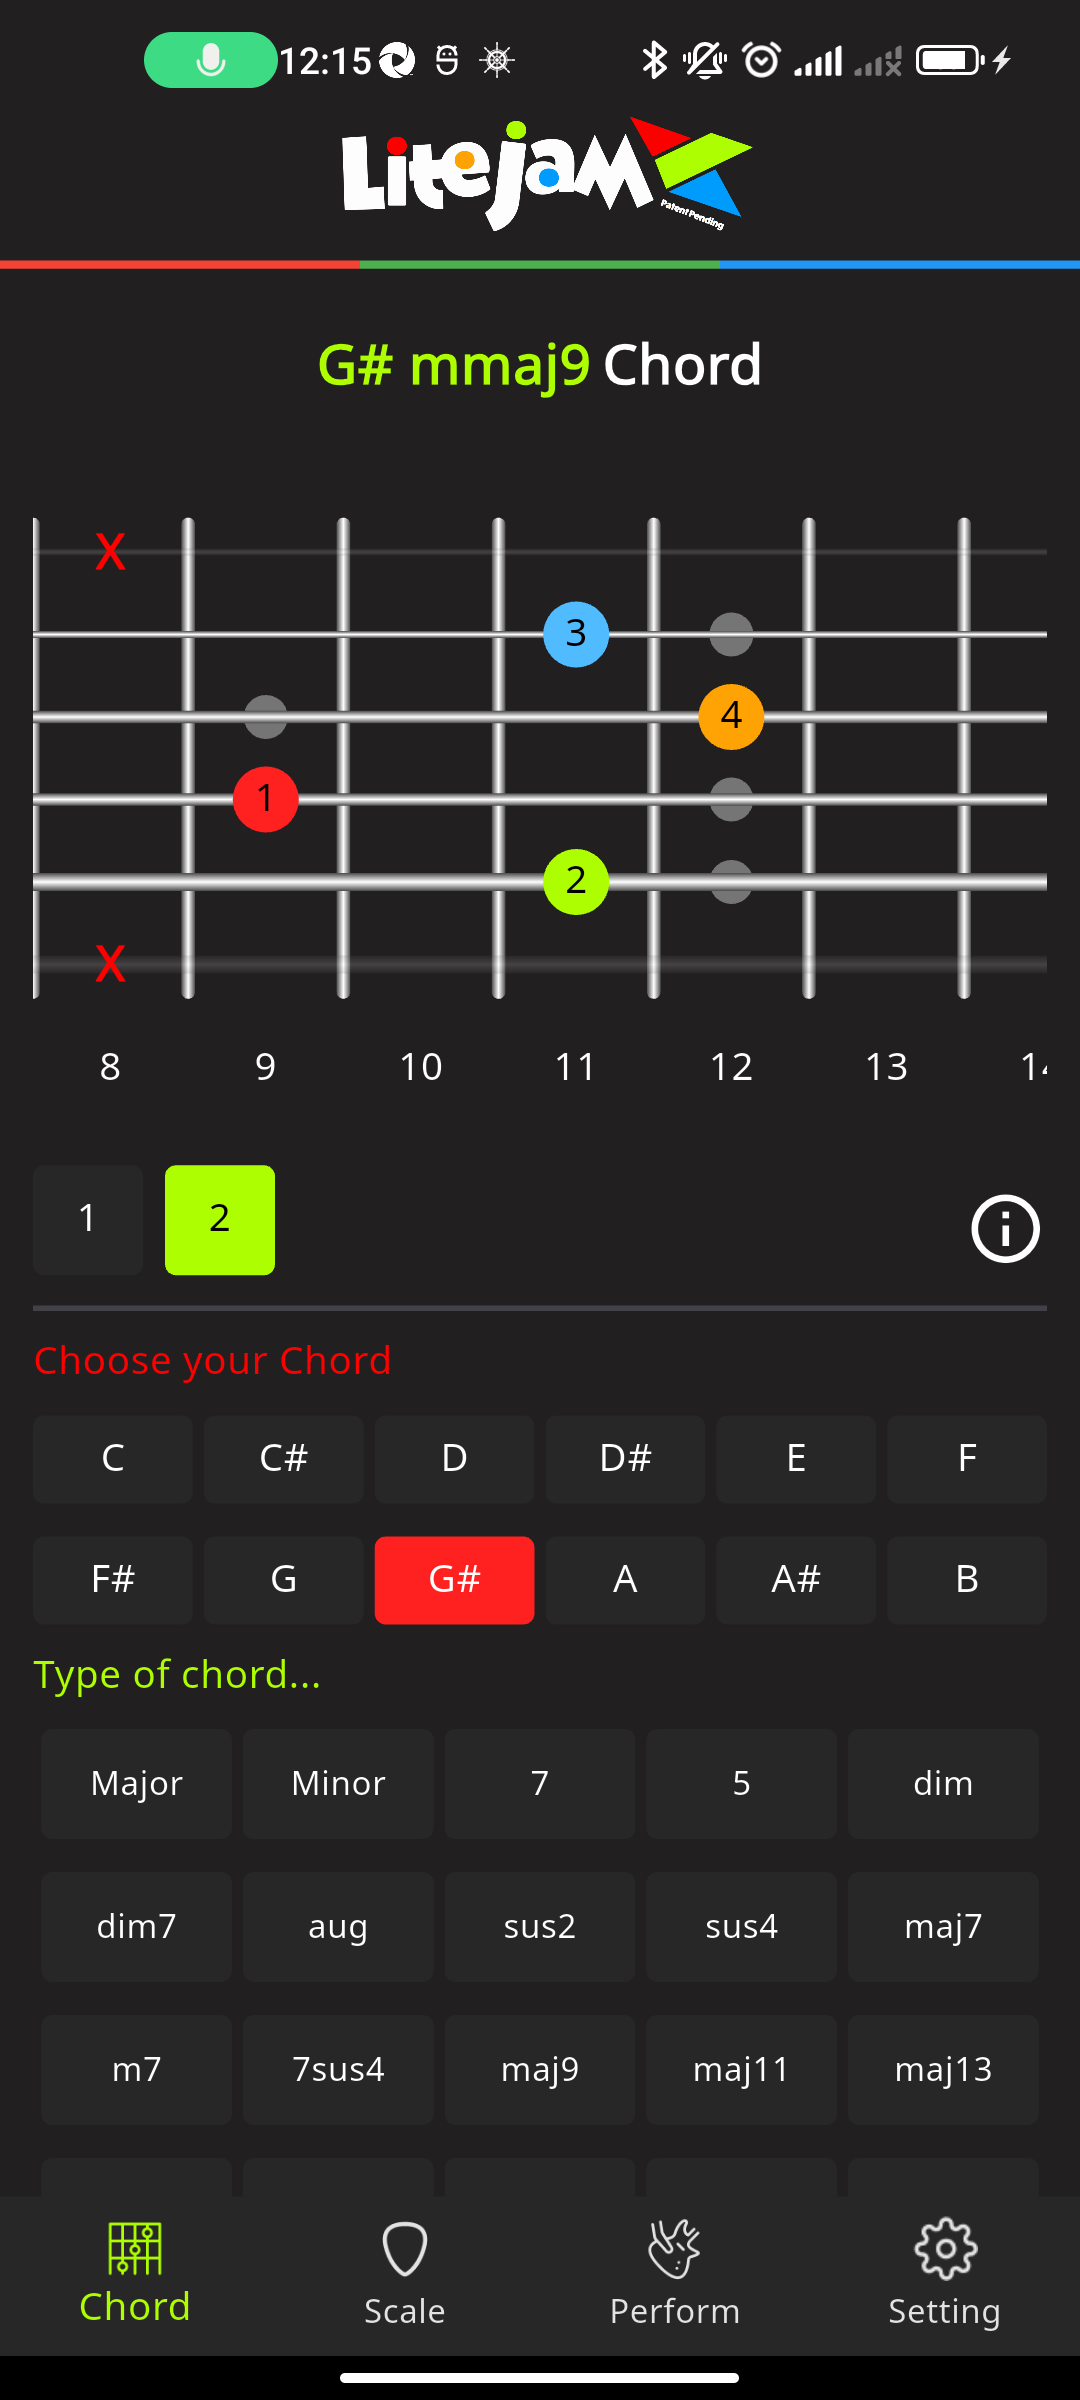 12:15
Litejam
Patent Pending
G# mmaj9 Chord
X
3
4
1
2
X
8 9 10 11 12 13 14
1 2
Choose your Chord
C C# D D# E F
F# G G# A A# B
Type of chord...
Major Minor 7 5 dim
dim7 aug sus2 sus4 maj7
m7 7sus4 maj9 maj11 maj13
Chord Scale Perform Setting